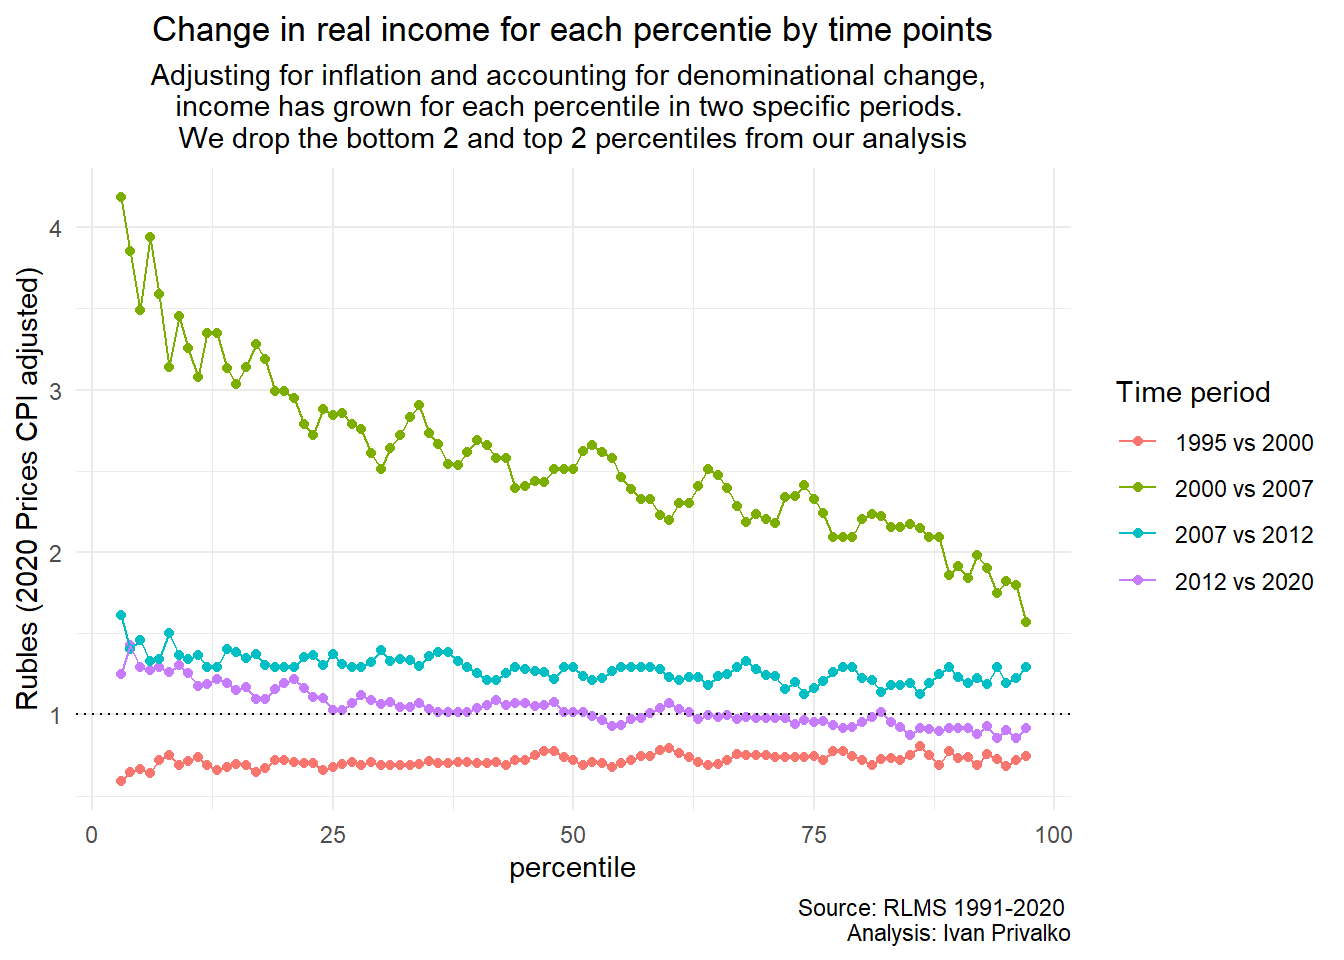 Change in real income for each percentie by time points
Adjusting for inflation and accounting for denominational change,
income has grown for each percentile in two specific periods.
We drop the bottom 2 and top 2 percentiles from our analysis
Rubles (2020 Prices CPI adjusted)
4
3
2
1
0
25
50
75
100
percentile
Time period
1995 vs 2000
2000 vs 2007
2007 vs 2012
2012 vs 2020
Source: RLMS 1991-2020
Analysis: Ivan Privalko